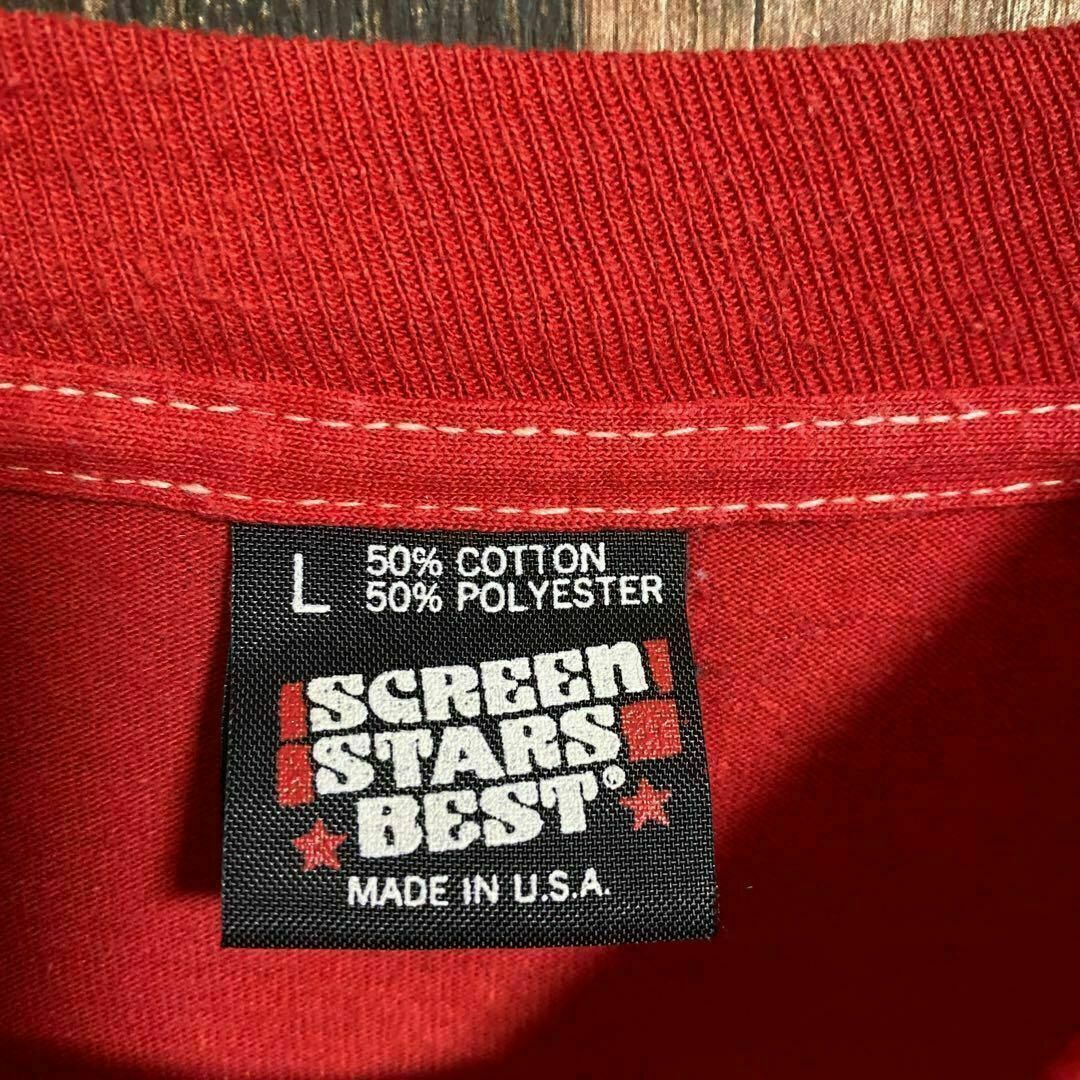 L 50% COTTON
50% POLYESTER
SCREEN
STARS
BEST®
MADE IN U.S.A.